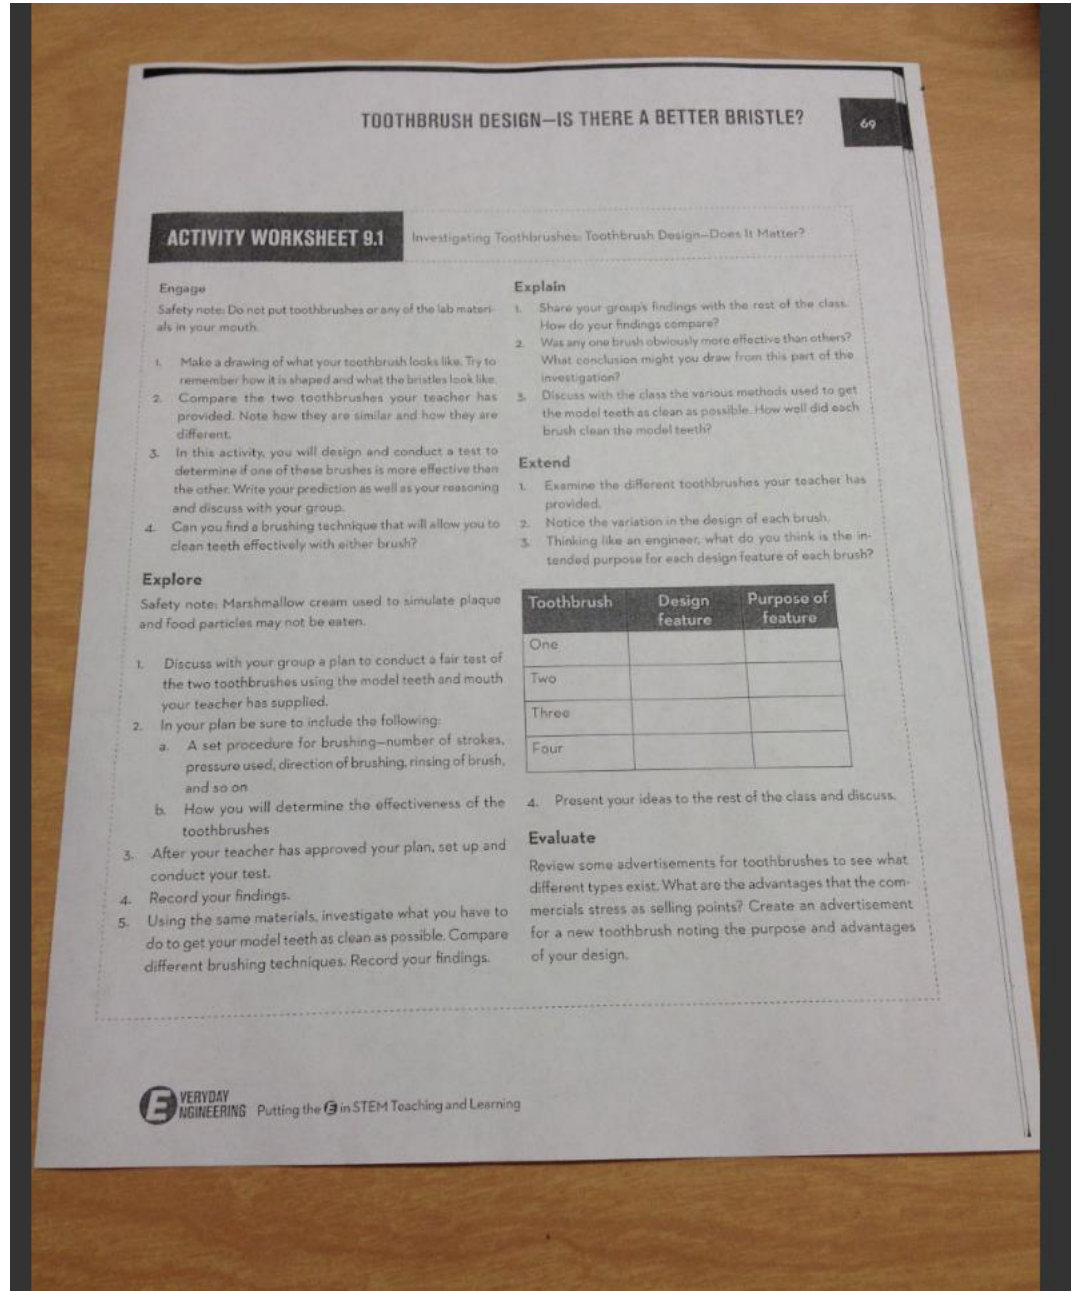 TOOTHBRUSH DESIGN—IS THERE A BETTER BRISTLE?
69
ACTIVITY WORKSHEET 9.1
Investigating Toothbrushes: Toothbrush Design—Does It Matter?
Engage
Safety note: Do not put toothbrushes or any of the lab materi-
als in your mouth.
1. Make a drawing of what your toothbrush looks like. Try to
remember how it is shaped and what the bristles look like.
2. Compare the two toothbrushes your teacher has
provided. Note how they are similar and how they are
different.
3. In this activity, you will design and conduct a test to
determine if one of these brushes is more effective than
the other. Write your prediction as well as your reasoning
and discuss with your group.
4. Can you find a brushing technique that will allow you to
clean teeth effectively with either brush?
Explore
Safety note: Marshmallow cream used to simulate plaque
and food particles may not be eaten.
1. Discuss with your group a plan to conduct a fair test of
the two toothbrushes using the model teeth and mouth
your teacher has supplied.
2. In your plan be sure to include the following:
a. A set procedure for brushing—number of strokes,
pressure used, direction of brushing, rinsing of brush,
and so on
b. How you will determine the effectiveness of the
toothbrushes
3. After your teacher has approved your plan, set up and
conduct your test.
4. Record your findings.
5. Using the same materials, investigate what you have to
do to get your model teeth as clean as possible. Compare
different brushing techniques. Record your findings.
Explain
1. Share your group's findings with the rest of the class.
How do your findings compare?
2. Was any one brush obviously more effective than others?
What conclusion might you draw from this part of the
investigation?
3. Discuss with the class the various methods used to get
the model teeth as clean as possible. How well did each
brush clean the model teeth?
Extend
1. Examine the different toothbrushes your teacher has
provided.
2. Notice the variation in the design of each brush.
3. Thinking like an engineer, what do you think is the in-
tended purpose for each design feature of each brush?
Toothbrush Design feature Purpose of feature
One
Two
Three
Four
4. Present your ideas to the rest of the class and discuss.
Evaluate
Review some advertisements for toothbrushes to see what
different types exist. What are the advantages that the com-
mercials stress as selling points? Create an advertisement
for a new toothbrush noting the purpose and advantages
of your design.
EVERYDAY
ENGINEERING Putting the E in STEM Teaching and Learning